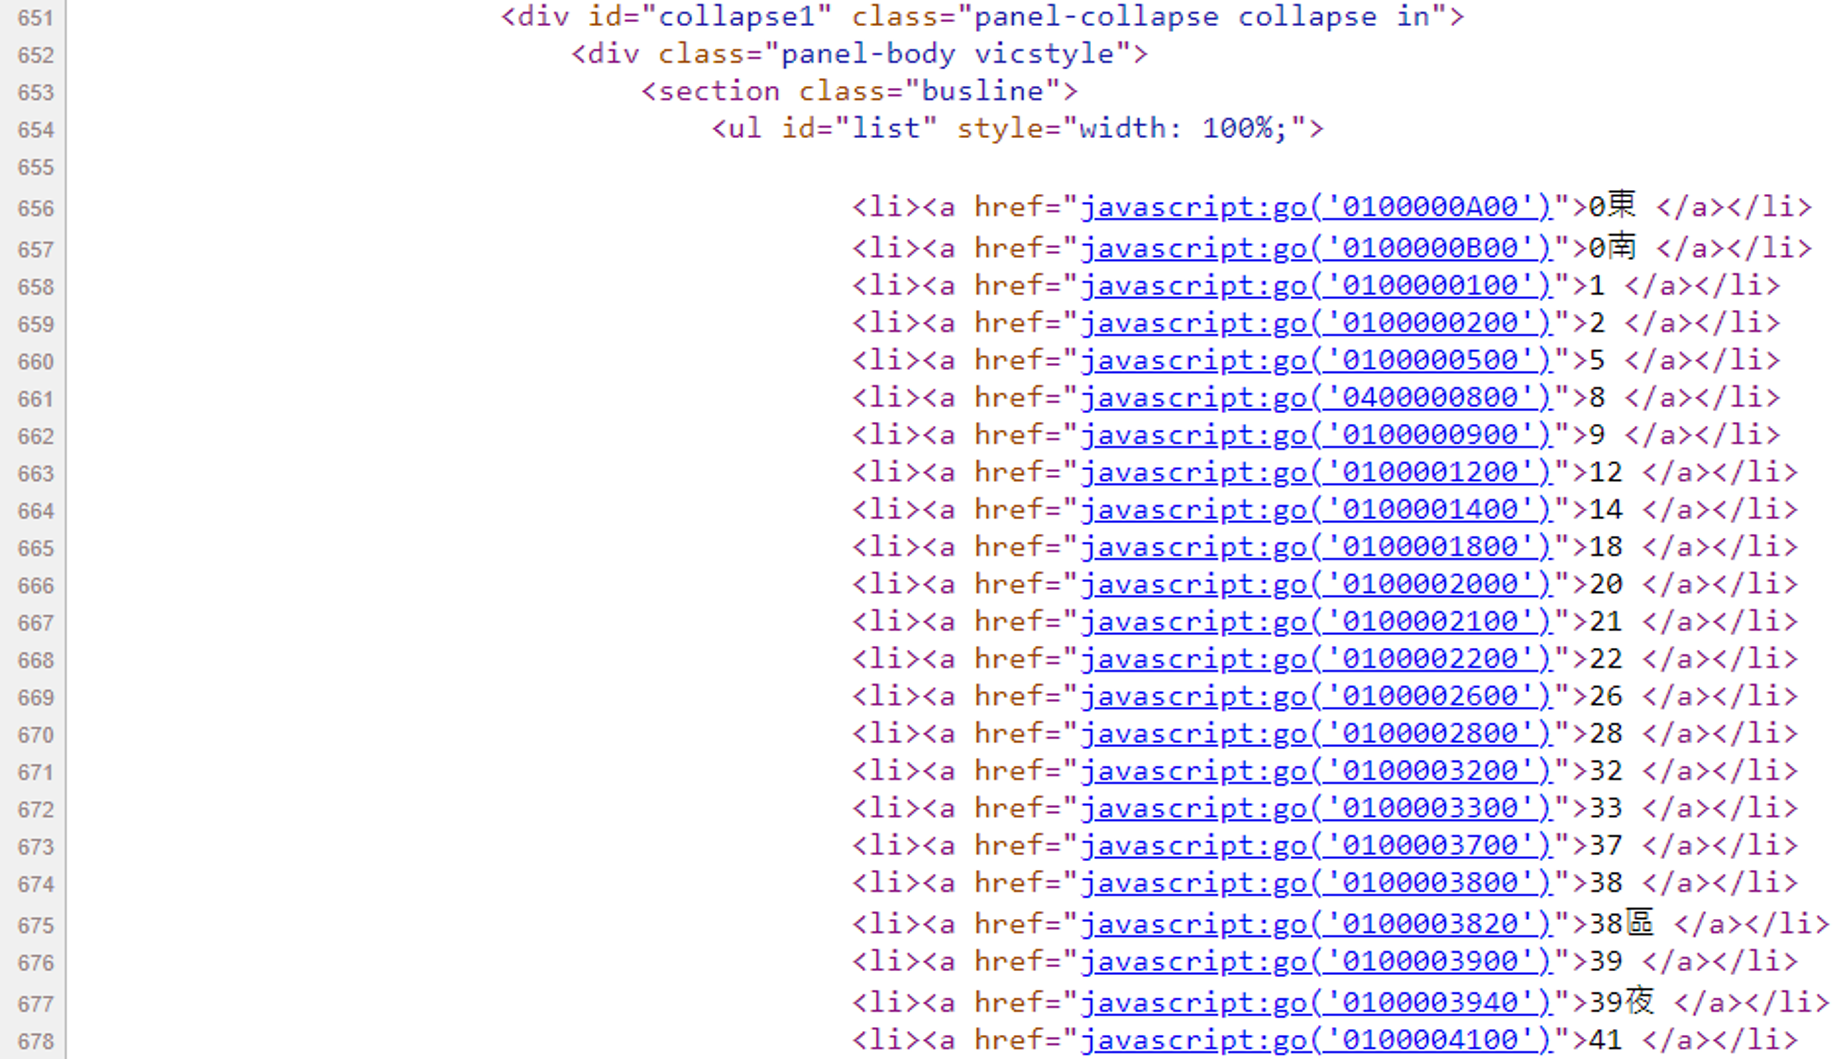 651 <div id="collapse1" class="panel-collapse collapse in">
652 <div class="panel-body vicstyle">
653 <section class="busline">
654 <ul id="list" style="width: 100%;">
655
656 <li><a href="javascript:go('0100000A00')">0東 </a></li>
657 <li><a href="javascript:go('0100000B00')">0南 </a></li>
658 <li><a href="javascript:go('0100000100')">1 </a></li>
659 <li><a href="javascript:go('0100000200')">2 </a></li>
660 <li><a href="javascript:go('0100000500')">5 </a></li>
661 <li><a href="javascript:go('0400000800')">8 </a></li>
662 <li><a href="javascript:go('0100000900')">9 </a></li>
663 <li><a href="javascript:go('0100001200')">12 </a></li>
664 <li><a href="javascript:go('0100001400')">14 </a></li>
665 <li><a href="javascript:go('0100001800')">18 </a></li>
666 <li><a href="javascript:go('0100002000')">20 </a></li>
667 <li><a href="javascript:go('0100002100')">21 </a></li>
668 <li><a href="javascript:go('0100002200')">22 </a></li>
669 <li><a href="javascript:go('0100002600')">26 </a></li>
670 <li><a href="javascript:go('0100002800')">28 </a></li>
671 <li><a href="javascript:go('0100003200')">32 </a></li>
672 <li><a href="javascript:go('0100003300')">33 </a></li>
673 <li><a href="javascript:go('0100003700')">37 </a></li>
674 <li><a href="javascript:go('0100003800')">38 </a></li>
675 <li><a href="javascript:go('0100003820')">38區 </a></li>
676 <li><a href="javascript:go('0100003900')">39 </a></li>
677 <li><a href="javascript:go('0100003940')">39夜 </a></li>
678 <li><a href="javascript:go('0100004100')">41 </a></li>